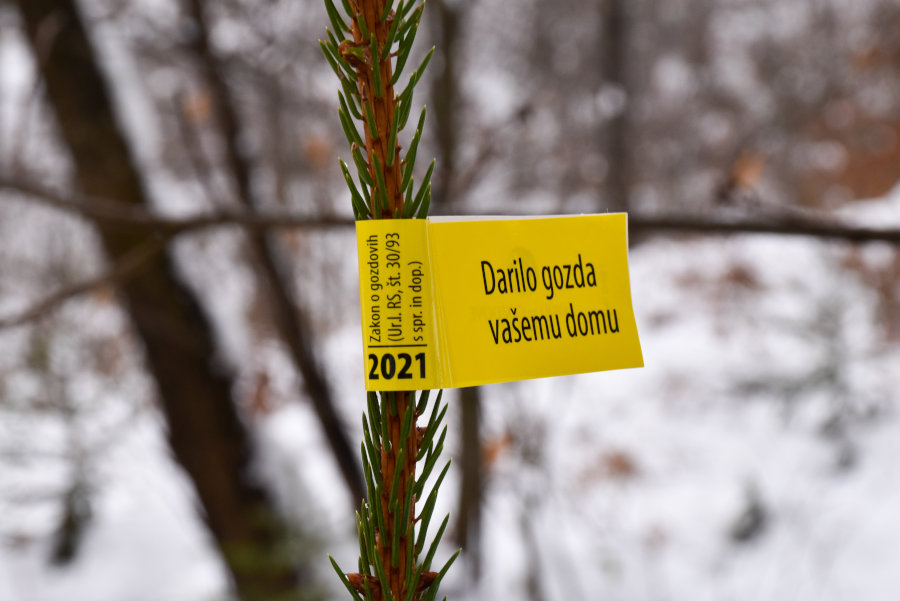 Zakon o gozdovih
(Ur.l. RS, št. 30/93
s spr. in dop.)
2021
Darilo gozda
vašemu domu